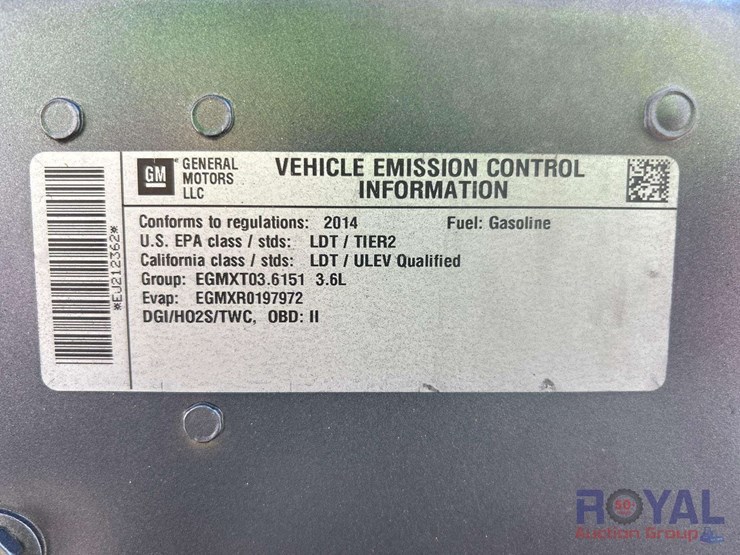 GM
GENERAL
MOTORS
LLC
VEHICLE EMISSION CONTROL
INFORMATION
Conforms to regulations: 2014 Fuel: Gasoline
U.S. EPA class / stds: LDT / TIER2
California class / stds: LDT / ULEV Qualified
Group: EGMXT03.6151 3.6L
Evap: EGMXR0197972
DGI/HO2S/TWC, OBD: II
*EU212362*
ROYAL
Auction Group